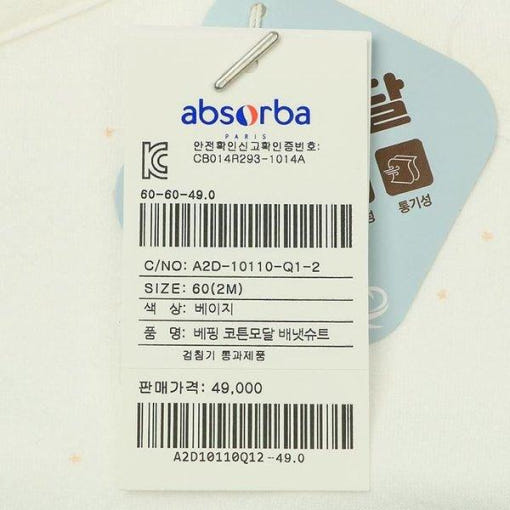 absorba
PARIS
안전확인신고확인증번호:
CB014R293-1014A
60-60-49.0
C/NO: A2D-10110-Q1-2
SIZE: 60(2M)
색 상: 베이지
품 명: 베핑 코튼모달 배냇슈트
검침기 통과제품
판매가격: 49,000
A2D10110Q12-49.0
달
통기성